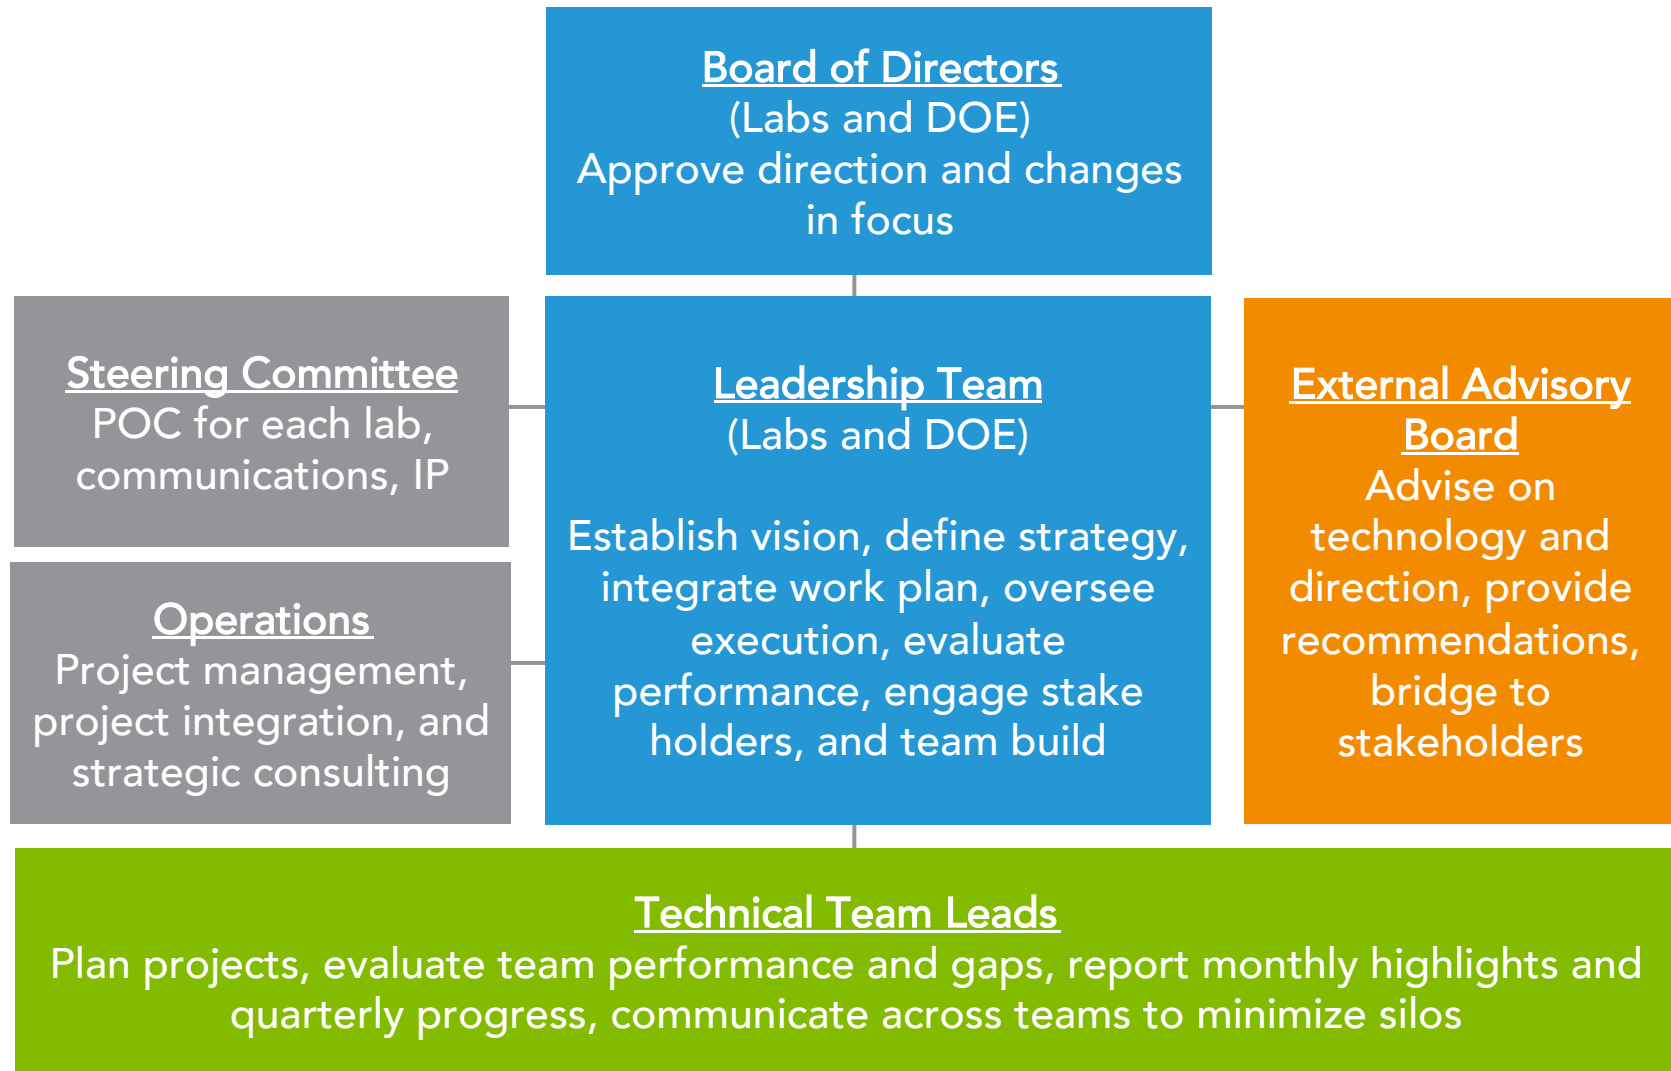 Board of Directors
(Labs and DOE)
Approve direction and changes
in focus
Steering Committee
POC for each lab,
communications, IP
Operations
Project management,
project integration, and
strategic consulting
Leadership Team
(Labs and DOE)
Establish vision, define strategy,
integrate work plan, oversee
execution, evaluate
performance, engage stake
holders, and team build
External Advisory
Board
Advise on
technology and
direction, provide
recommendations,
bridge to
stakeholders
Technical Team Leads
Plan projects, evaluate team performance and gaps, report monthly highlights and
quarterly progress, communicate across teams to minimize silos